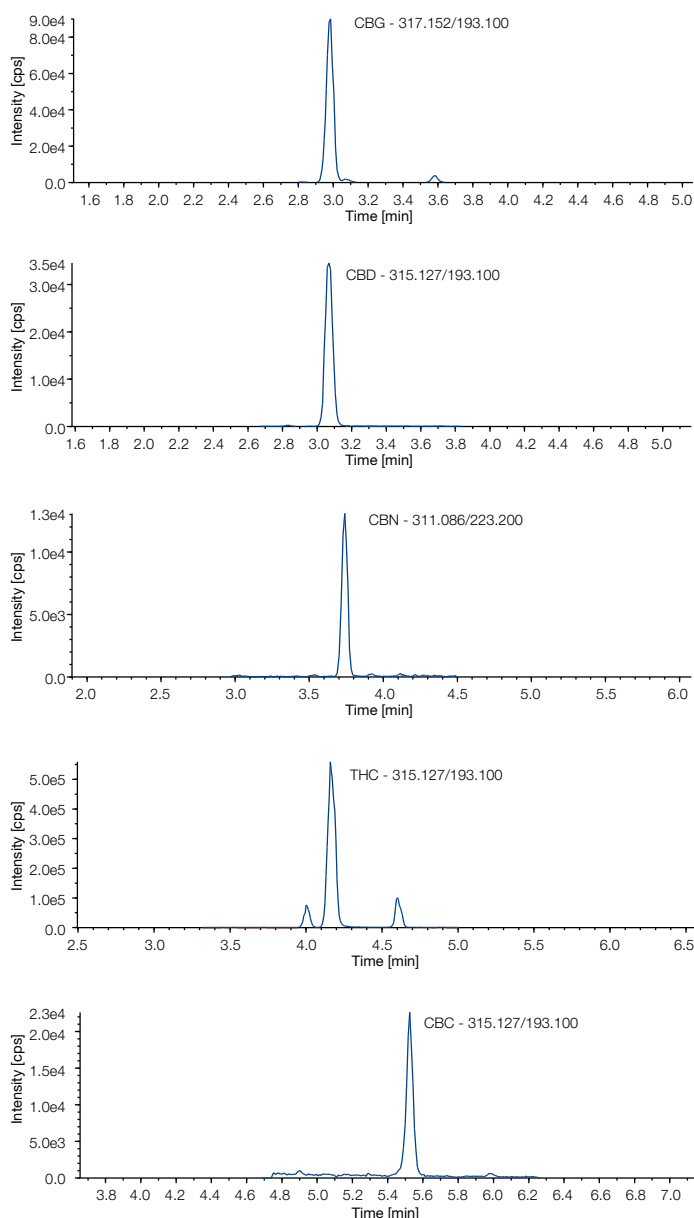 9.0e4
CBG - 317.152/193.100
8.0e4
6.0e4
4.0e4
2.0e4
0.0
Intensity [cps]
1.6 1.8 2.0 2.2 2.4 2.6 2.8 3.0 3.2 3.4 3.6 3.8 4.0 4.2 4.4 4.6 4.8 5.0
Time [min]
3.5e4
CBD - 315.127/193.100
3.0e4
2.0e4
1.0e4
0.0
Intensity [cps]
1.6 1.8 2.0 2.2 2.4 2.6 2.8 3.0 3.2 3.4 3.6 3.8 4.0 4.2 4.4 4.6 4.8 5.0
Time [min]
1.3e4
CBN - 311.086/223.200
1.0e4
5.0e3
0.0
Intensity [cps]
2.0 2.5 3.0 3.5 4.0 4.5 5.0 5.5 6.0
Time [min]
THC - 315.127/193.100
5.0e5
4.0e5
3.0e5
2.0e5
1.0e5
0.0
Intensity [cps]
2.5 3.0 3.5 4.0 4.5 5.0 5.5 6.0 6.5
Time [min]
2.3e4
CBC - 315.127/193.100
2.0e4
1.5e4
1.0e4
5.0e3
0.0
Intensity [cps]
3.8 4.0 4.2 4.4 4.6 4.8 5.0 5.2 5.4 5.6 5.8 6.0 6.2 6.4 6.6 6.8 7.0
Time [min]